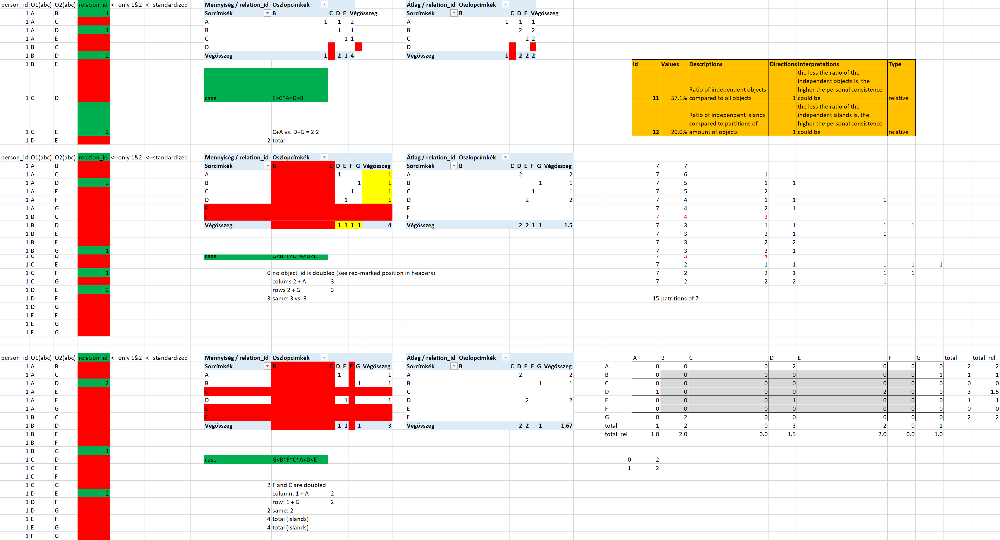 person_id O1(abc) O2(abc) relation_id <--only 1&2 <--standardized Mennyiség / relation_id Oszlopcímkék Átlag / relation_id Oszlopcímkék
1 A B 1 Sorcímkék B C D E Végösszeg Sorcímkék B C D E Végösszeg
1 A C A 1 1 2 A 1 1 1
1 A D 1 B 1 1 B 2 2
1 A E C 1 1 C 2 2
1 B C D D
1 B D 2 Végösszeg 1 2 1 4 Végösszeg 1 2 2 2
1 B E id Values Descriptions Directions Interpretations Type
the less the ratio of the
independent objects is, the
Ratio of independent objects higher the personal consistence
1 C D case E>C*A>D>B 11 57.1% compared to all objects 1 could be relative
the less the ratio of the
Ratio of independent islands independent islands is, the
compared to partitions of higher the personal consistence
1 C E 2 C+A vs. D+G = 2:2 12 20.0% amount of objects 1 could be relative
1 D E 2 total
person_id O1(abc) O2(abc) relation_id <--only 1&2 <--standardized Mennyiség / relation_id Oszlopcímkék Átlag / relation_id Oszlopcímkék
1 A B Sorcímkék B C D E F G Végösszeg Sorcímkék B C D E F G Végösszeg 7 7
1 A C A 1 1 A 2 2 7 6 1
1 A D 2 B 1 1 B 1 1 7 5 1 1
1 A E C 1 1 C 1 1 7 5 2
1 A F D 1 1 D 2 2 7 4 1 1 1
1 A G E E 7 4 2 1
1 B C F F 7 4 3
1 B D Végösszeg 1 1 1 1 4 Végösszeg 2 2 1 1 1.5 7 3 1 1 1 1
1 B E 7 3 2 1 1
1 B F 7 3 2 2
1 B G 1 7 3 3 1
1 C D case G<B*F<C*A<D<E 7 3 4
1 C E 7 2 1 1 1 1 1
1 C F 1 0 no object_id is doubled (see red-marked position in headers) 7 2 2 1 1 1
1 C G colums 2 + A 3 7 2 2 2 1
1 D E 2 rows 2 + G 3
1 D F 3 same: 3 vs. 3 15 patritions of 7
1 D G
1 E F
1 E G
1 F G
person_id O1(abc) O2(abc) relation_id <--only 1&2 <--standardized Mennyiség / relation_id Oszlopcímkék Átlag / relation_id Oszlopcímkék A B C D E F G total total_rel
1 A B Sorcímkék B C D E F G Végösszeg Sorcímkék B C D E F G Végösszeg A 0 0 0 2 0 0 0 2 2
1 A C A 1 1 A 2 2 B 0 0 0 0 0 0 1 1 1
1 A D 2 B 1 1 B 1 1 C 0 0 0 0 0 0 0 0 0
1 A E C C D 1 0 0 0 2 0 0 3 1.5
1 A F D 1 1 D 2 2 E 0 0 0 1 0 0 0 1 1
1 A G E E F 0 0 0 0 0 0 0 0 0
1 B C F F G 0 2 0 0 0 0 0 2 2
1 B D Végösszeg 1 1 1 3 Végösszeg 2 2 1 1.67 total 1 2 0 3 2 0 1
1 B E total_rel 1.0 2.0 0.0 1.5 2.0 0.0 1.0
1 B F
1 B G 1
1 C D case G<B*F*C*A<D<E 0 2
1 C E 1 2
1 C F
1 C G 2 F and C are doubled
1 D E 2 column: 1 + A 2
1 D F row: 1 + G 2
1 D G 2 same: 2
1 E F 4 total (islands)
1 E G 4 total (islands)
1 F G